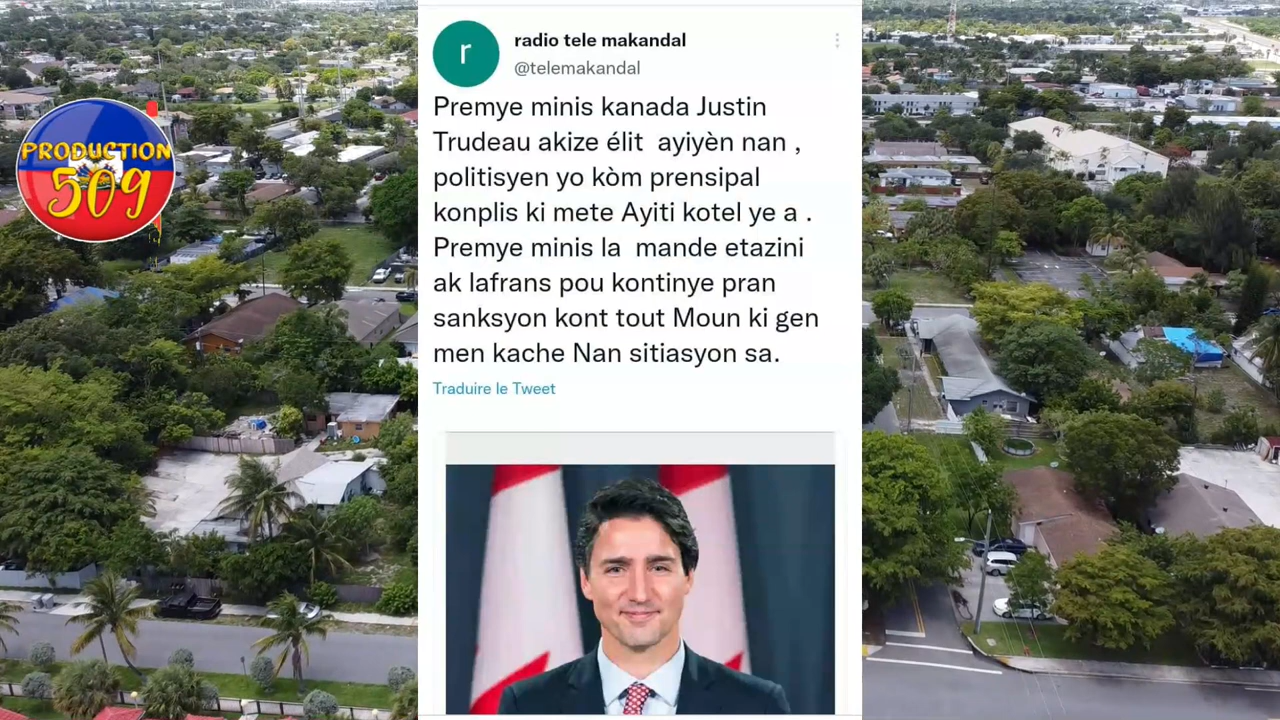 PRODUCTION
509
r
radio tele makandal
@telemakandal
Premye minis kanada Justin
Trudeau akize élit ayiyèn nan ,
politisyen yo kòm prensipal
konplis ki mete Ayiti kotel ye a .
Premye minis la mande etazini
ak lafrans pou kontinye pran
sanksyon kont tout Moun ki gen
men kache Nan sitiasyon sa.
Traduire le Tweet